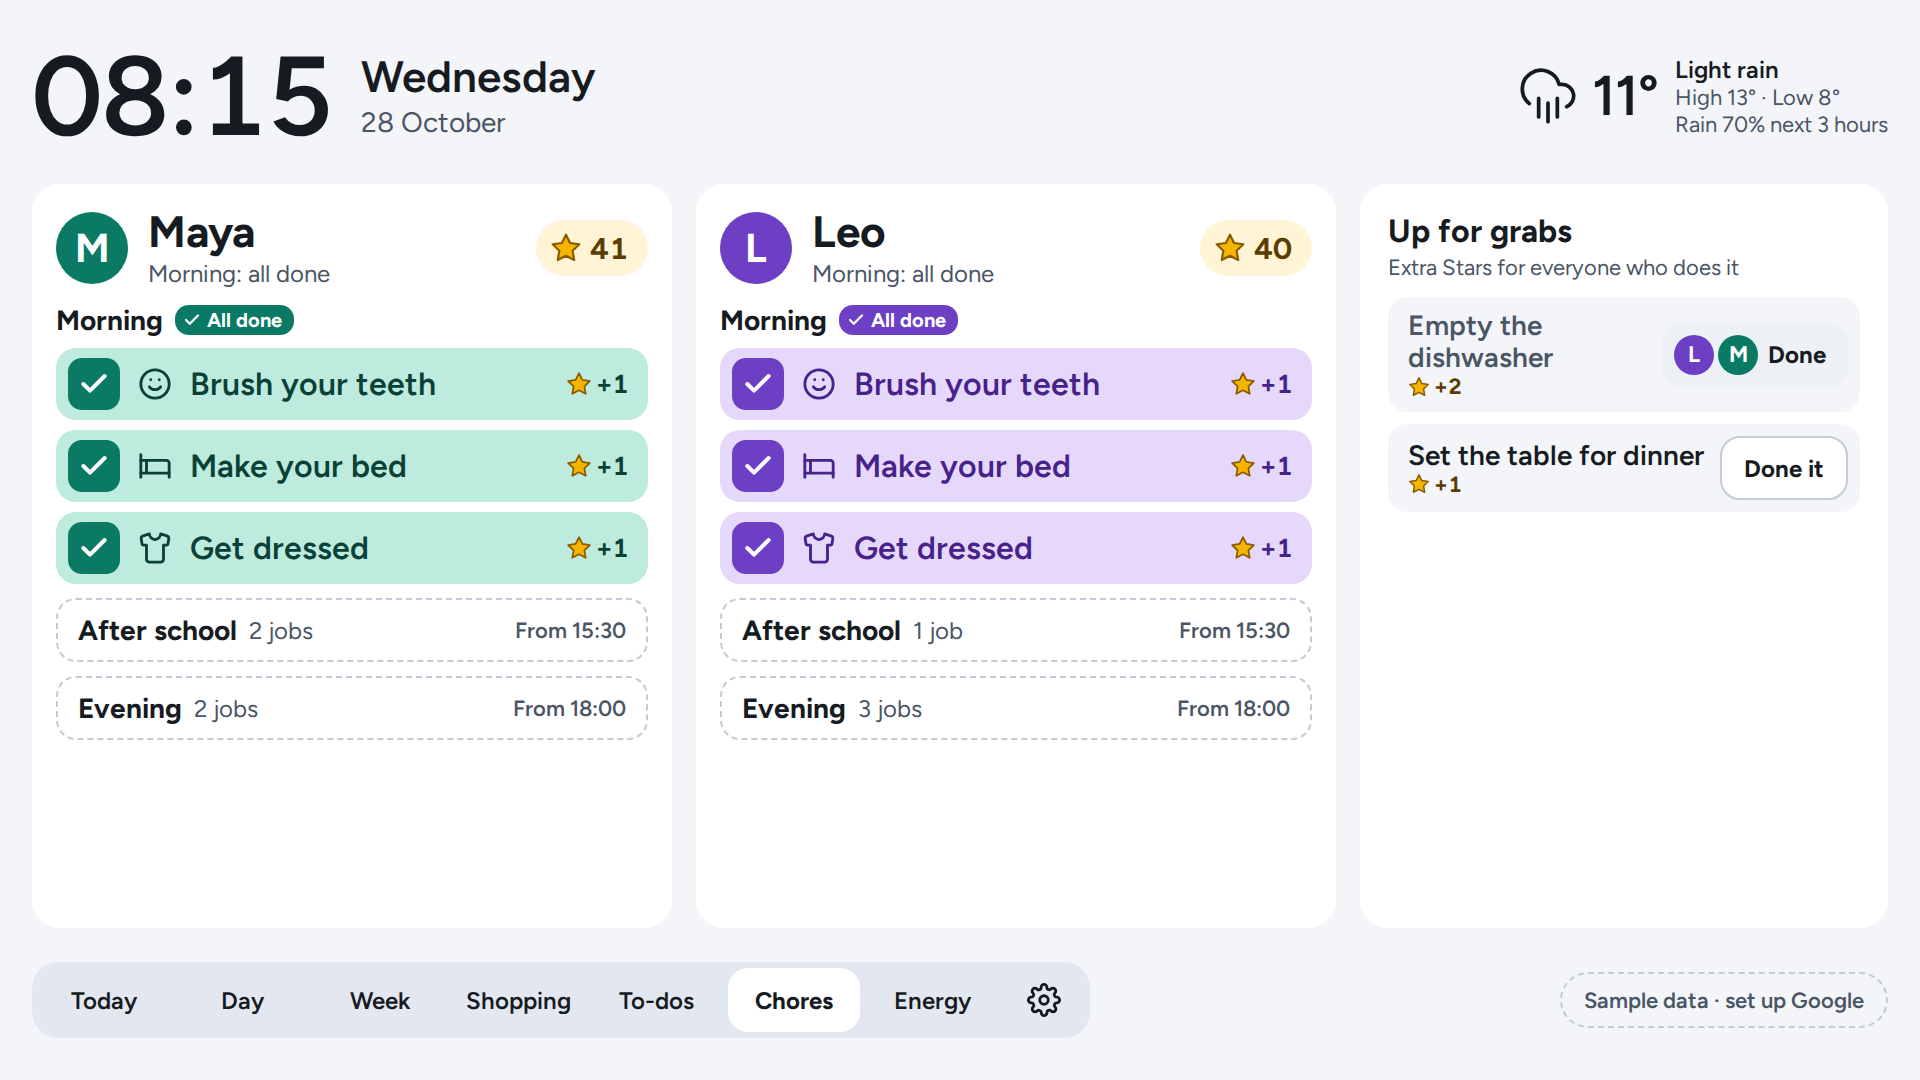 08:15
Wednesday
28 October
11°
Light rain
High 13° · Low 8°
Rain 70% next 3 hours
M
Maya
Morning: all done
41
Morning
All done
Brush your teeth
+1
Make your bed
+1
Get dressed
+1
After school 2 jobs
From 15:30
Evening 2 jobs
From 18:00
L
Leo
Morning: all done
40
Morning
All done
Brush your teeth
+1
Make your bed
+1
Get dressed
+1
After school 1 job
From 15:30
Evening 3 jobs
From 18:00
Up for grabs
Extra Stars for everyone who does it
Empty the
dishwasher
+2
L M Done
Set the table for dinner
+1
Done it
Today
Day
Week
Shopping
To-dos
Chores
Energy
Sample data · set up Google